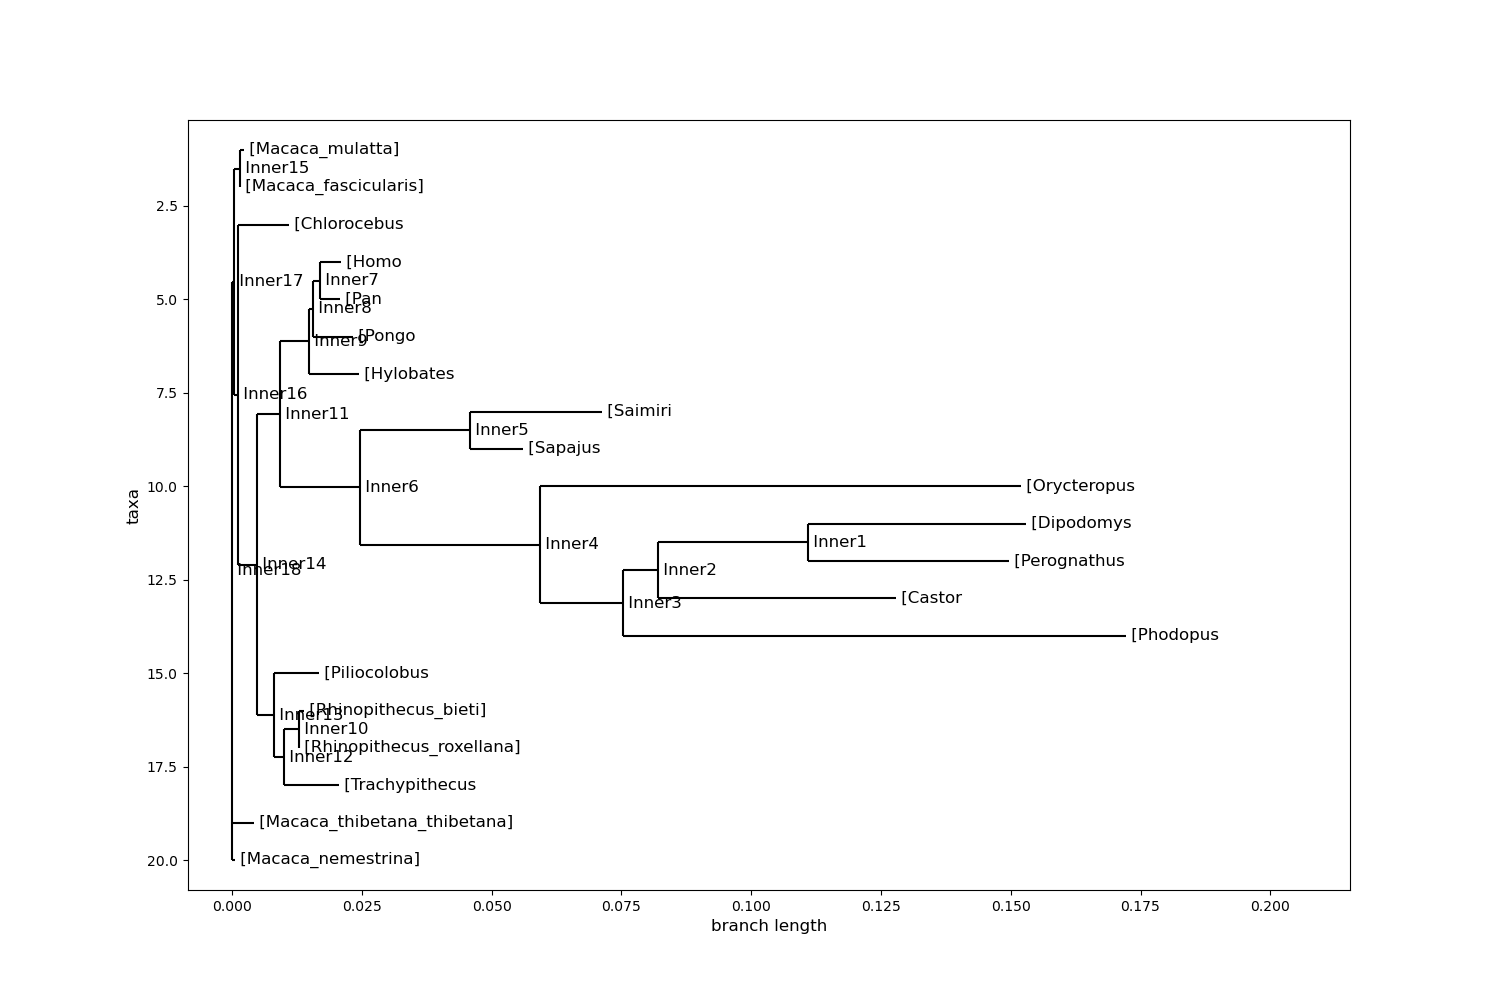 [Macaca_mulatta]
Inner15
[Macaca_fascicularis]
2.5
[Chlorocebus
[Homo
Inner7
Inner17
5.0
[Pan
Inner8
[Pongo
Inner9
[Hylobates
7.5
Inner16
[Saimiri
Inner11
Inner5
[Sapajus
10.0
Inner6
[Orycteropus
taxa
[Dipodomys
Inner1
Inner4
[Perognathus
Inner14
Inner18
Inner2
12.5
[Castor
Inner3
[Phodopus
15.0
[Piliocolobus
[Rhinopithecus_bieti]
Inner13
Inner10
[Rhinopithecus_roxellana]
Inner12
17.5
[Trachypithecus
[Macaca_thibetana_thibetana]
20.0
[Macaca_nemestrina]
0.000 0.025 0.050 0.075 0.100 0.125 0.150 0.175 0.200
branch length